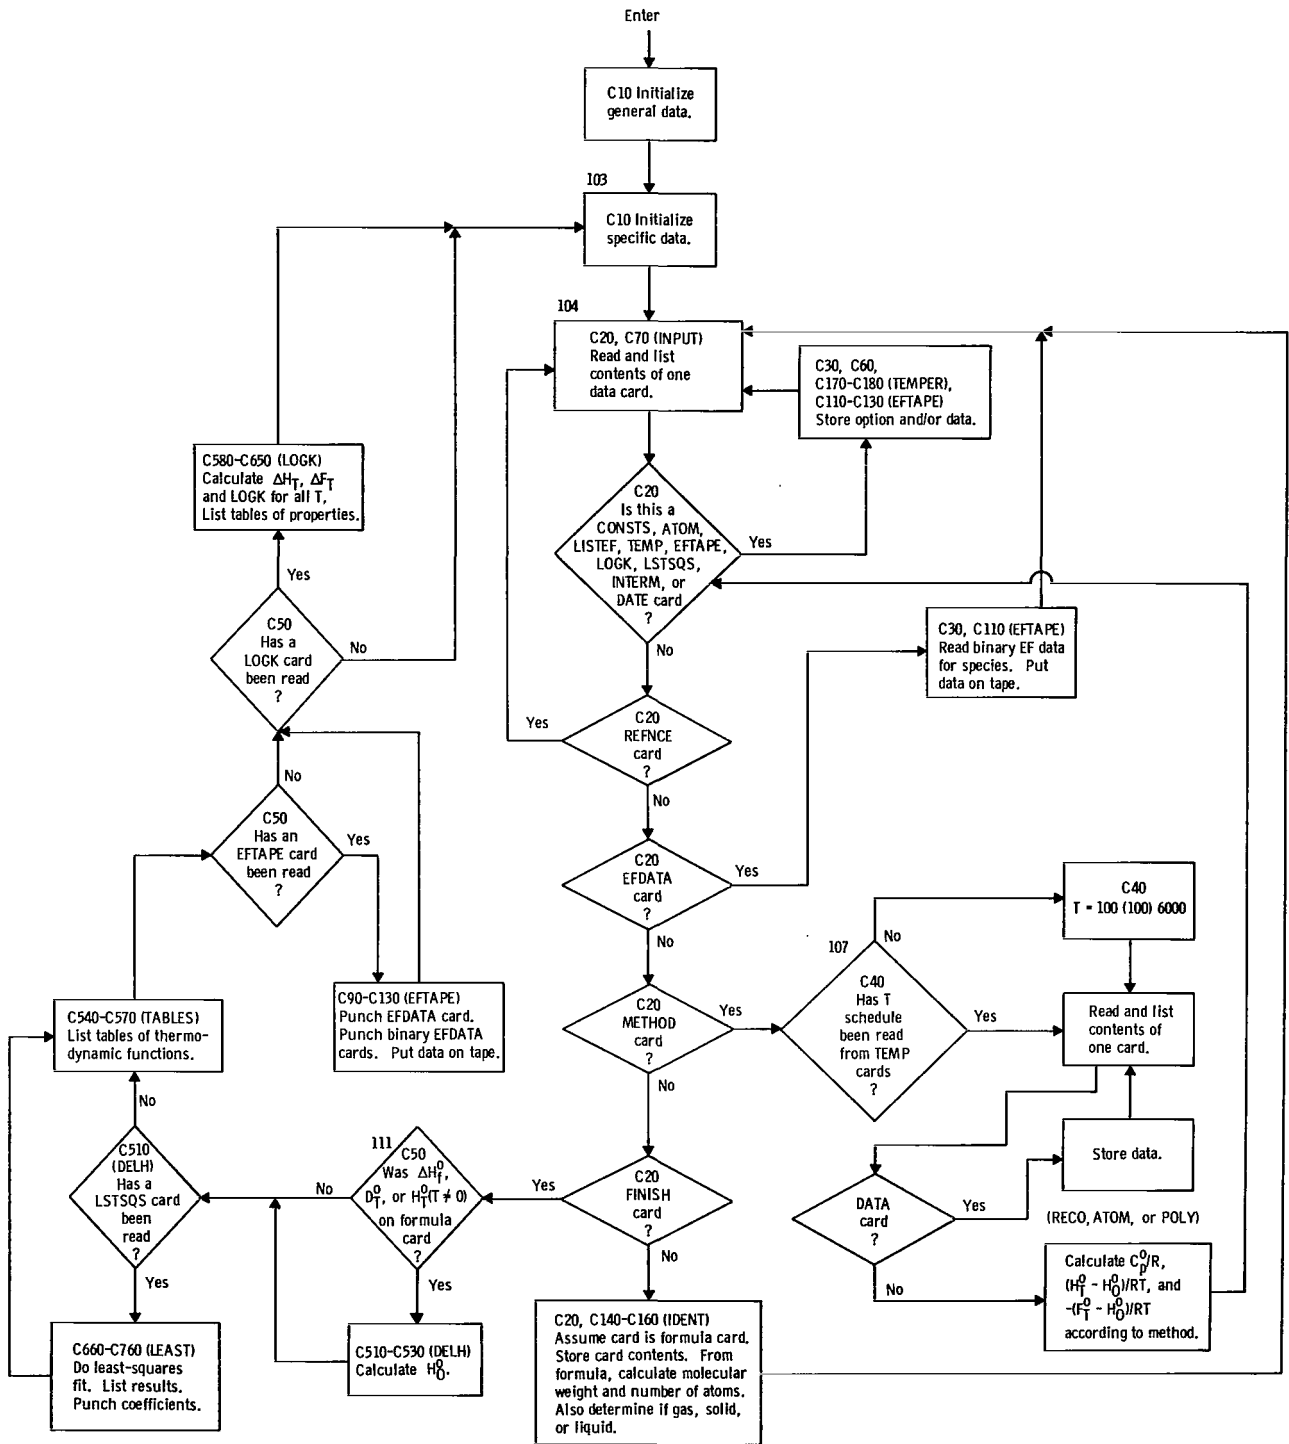 Enter
C10 Initialize
general data.
103
C10 Initialize
specific data.
104
C20, C70 (INPUT)
Read and list
contents of one
data card.
C30, C60,
C170-C180 (TEMPER),
C110-C130 (EFTAPE)
Store option and/or data.
C580-C650 (LOGK)
Calculate ΔH_T, ΔF_T
and LOGK for all T,
List tables of properties.
C20
Is this a
CONSTS, ATOM,
LISTEF, TEMP, EFTAPE,
LOGK, LSTSQS,
INTERM, or
DATE card
?
Yes
No
Yes
C50
Has a
LOGK card
been read
?
No
C30, C110 (EFTAPE)
Read binary EF data
for species. Put
data on tape.
C20
REFNCE
card
?
Yes
No
No
C50
Has an
EFTAPE card
been read
?
Yes
C20
EFDATA
card
?
Yes
No
C40
T = 100 (100) 6000
107
No
C40
Has T
schedule
been read
from TEMP
cards
?
Yes
Read and list
contents of
one card.
C90-C130 (EFTAPE)
Punch EFDATA card.
Punch binary EFDATA
cards. Put data on tape.
C540-C570 (TABLES)
List tables of thermo-
dynamic functions.
C20
METHOD
card
?
Yes
No
No
C510
(DELH)
Has a
LSTSQS card
been
read
?
Yes
111
C50
Was ΔH_f^0,
D_T^0, or H_T^0(T ≠ 0)
on formula
card
?
No
Yes
C20
FINISH
card
?
Yes
No
Store data.
DATA
card
?
Yes
No
(RECO, ATOM, or POLY)
Calculate C_p^0/R,
(H_T^0 - H_0^0)/RT, and
-(F_T^0 - H_0^0)/RT
according to method.
C660-C760 (LEAST)
Do least-squares
fit. List results.
Punch coefficients.
C510-C530 (DELH)
Calculate H_0^0.
C20, C140-C160 (IDENT)
Assume card is formula card.
Store card contents. From
formula, calculate molecular
weight and number of atoms.
Also determine if gas, solid,
or liquid.